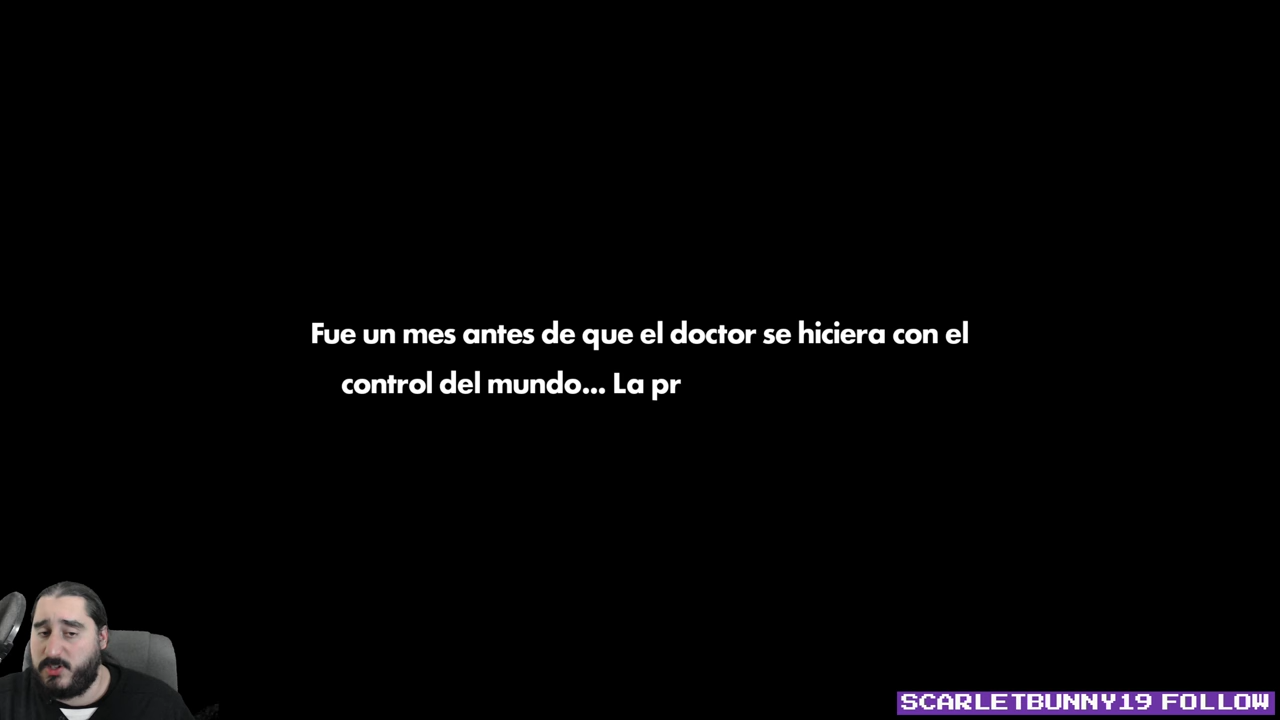 Fue un mes antes de que el doctor se hiciera con el
control del mundo... La pr
SCARLETBUNNY19 FOLLOW